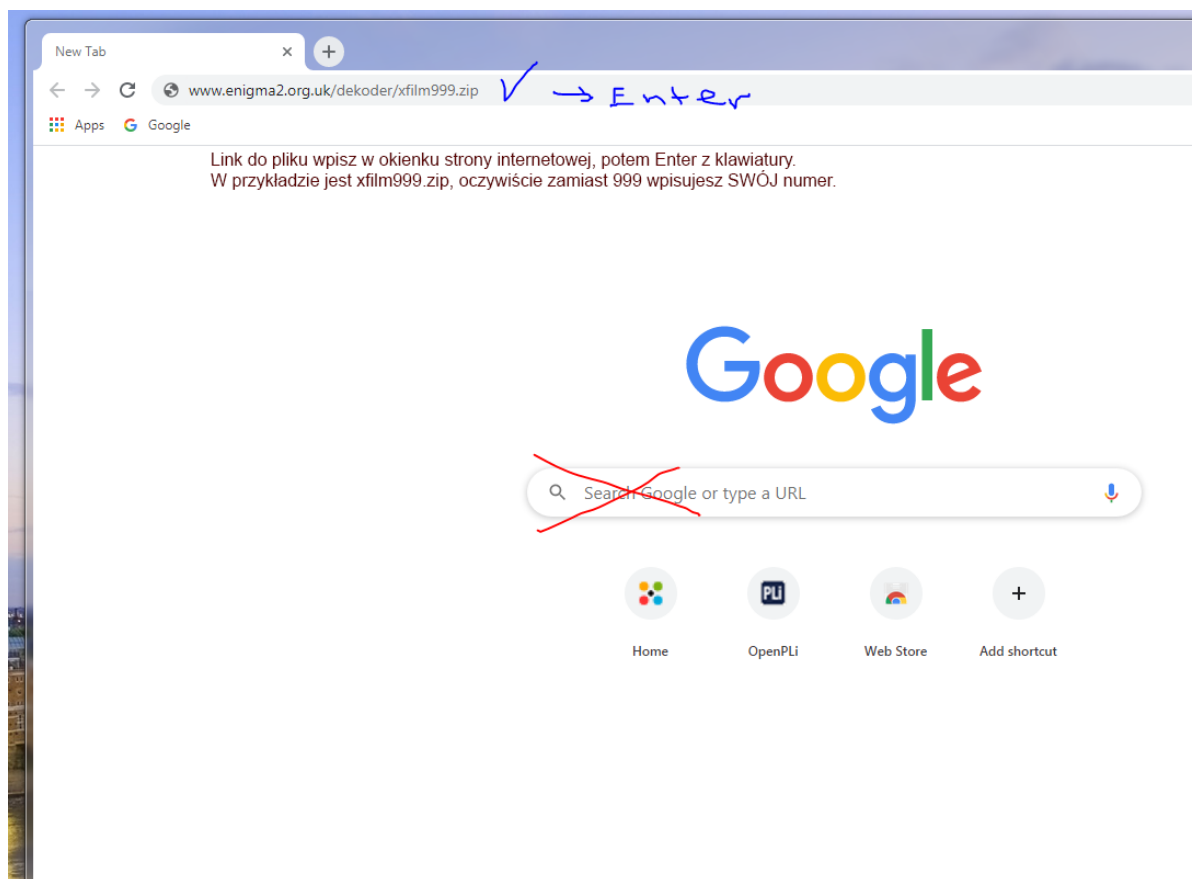 New Tab
www.enigma2.org.uk/dekoder/xfilm999.zip → Enter
Apps Google
Link do pliku wpisz w okienku strony internetowej, potem Enter z klawiatury.
W przykładzie jest xfilm999.zip, oczywiście zamiast 999 wpisujesz SWÓJ numer.
Google
Search Google or type a URL
PLi
Home OpenPLi Web Store Add shortcut